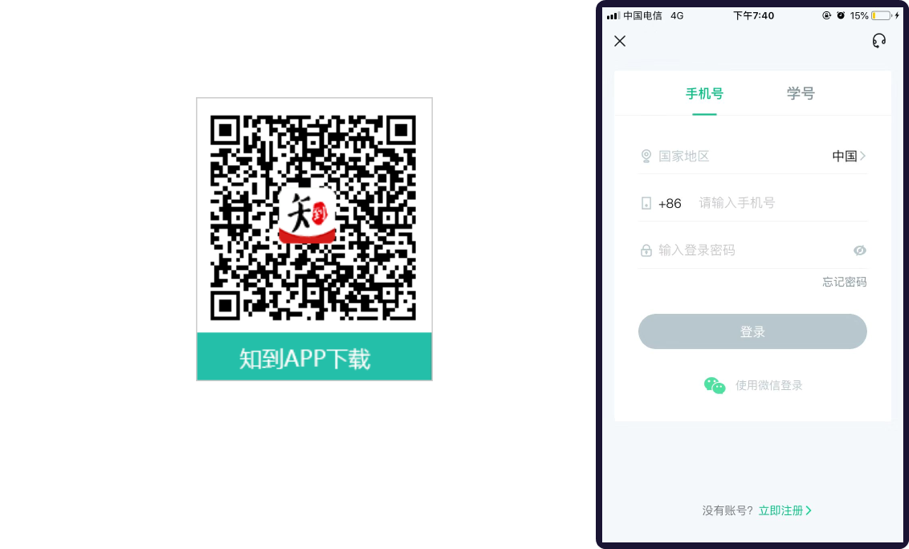 知到
知到APP下载
中国电信 4G 下午7:40 15%
手机号 学号
国家地区 中国
+86 请输入手机号
输入登录密码
忘记密码
登录
使用微信登录
没有账号? 立即注册